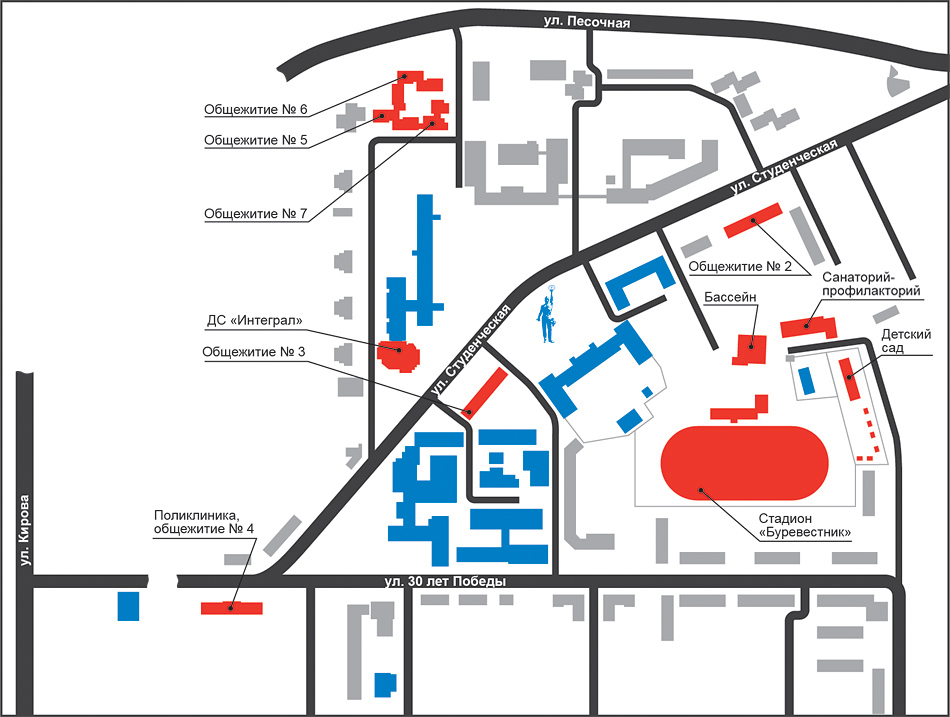 ул. Песочная
Общежитие № 6
Общежитие № 5
ул. Студенческая
Общежитие № 7
Общежитие № 2
Санаторий-
профилакторий
Бассейн
ДС «Интеграл»
ул. Студенческая
Детский
сад
Общежитие № 3
Поликлиника,
общежитие № 4
Стадион
«Буревестник»
ул. Кирова
ул. 30 лет Победы